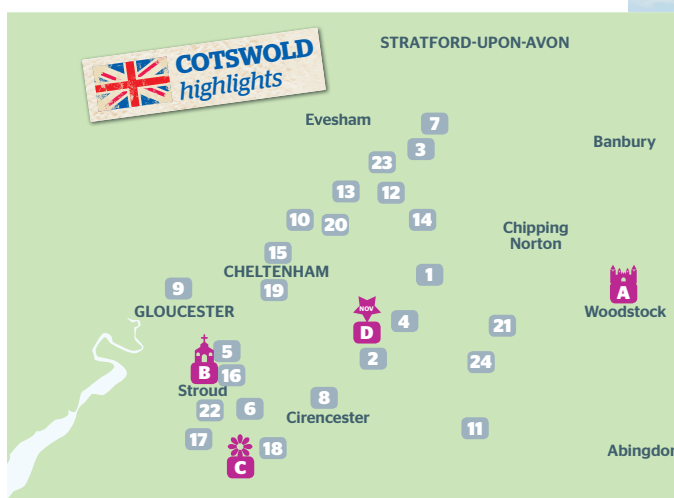 COTSWOLD
highlights
STRATFORD-UPON-AVON
Evesham
7
3
Banbury
23
13
12
10
20
14
Chipping
Norton
15
CHELTENHAM
1
A
9
19
GLOUCESTER
NOV
D
4
Woodstock
21
5
2
24
B
16
Stroud
8
22
6
Cirencester
11
17
18
C
Abingdon